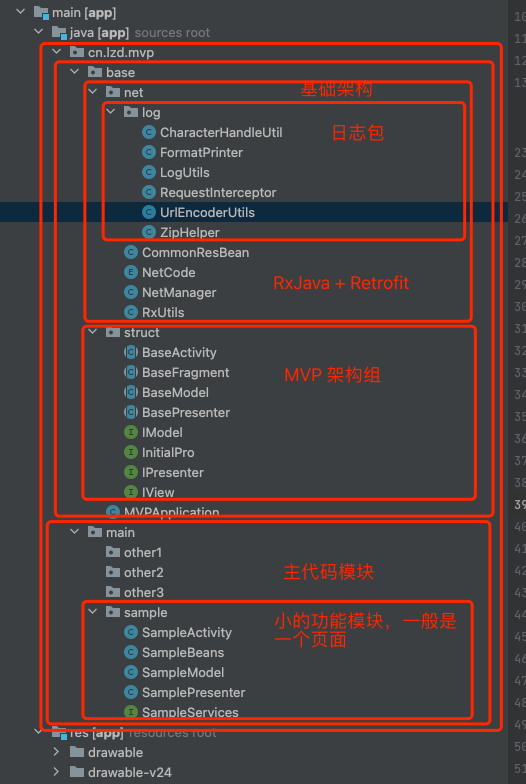 main [app]
10
java [app] sources root
11
cn.lzd.mvp
12
base
13
net
基础架构
log
CharacterHandleUtil
日志包
FormatPrinter
23
LogUtils
24
RequestInterceptor
25
UrlEncoderUtils
26
ZipHelper
27
CommonResBean
28
NetCode
RxJava + Retrofit
29
NetManager
30
RxUtils
31
struct
32
BaseActivity
33
BaseFragment
MVP 架构组
34
BaseModel
35
BasePresenter
IModel
36
InitialPro
37
IPresenter
IView
38
MVPApplication
39
main
40
other1
41
other2
主代码模块
42
other3
43
sample
小的功能模块，一般是
一个页面
44
SampleActivity
45
SampleBeans
46
SampleModel
47
SamplePresenter
48
SampleServices
res [app] resources root
49
drawable
50
drawable-v24
51